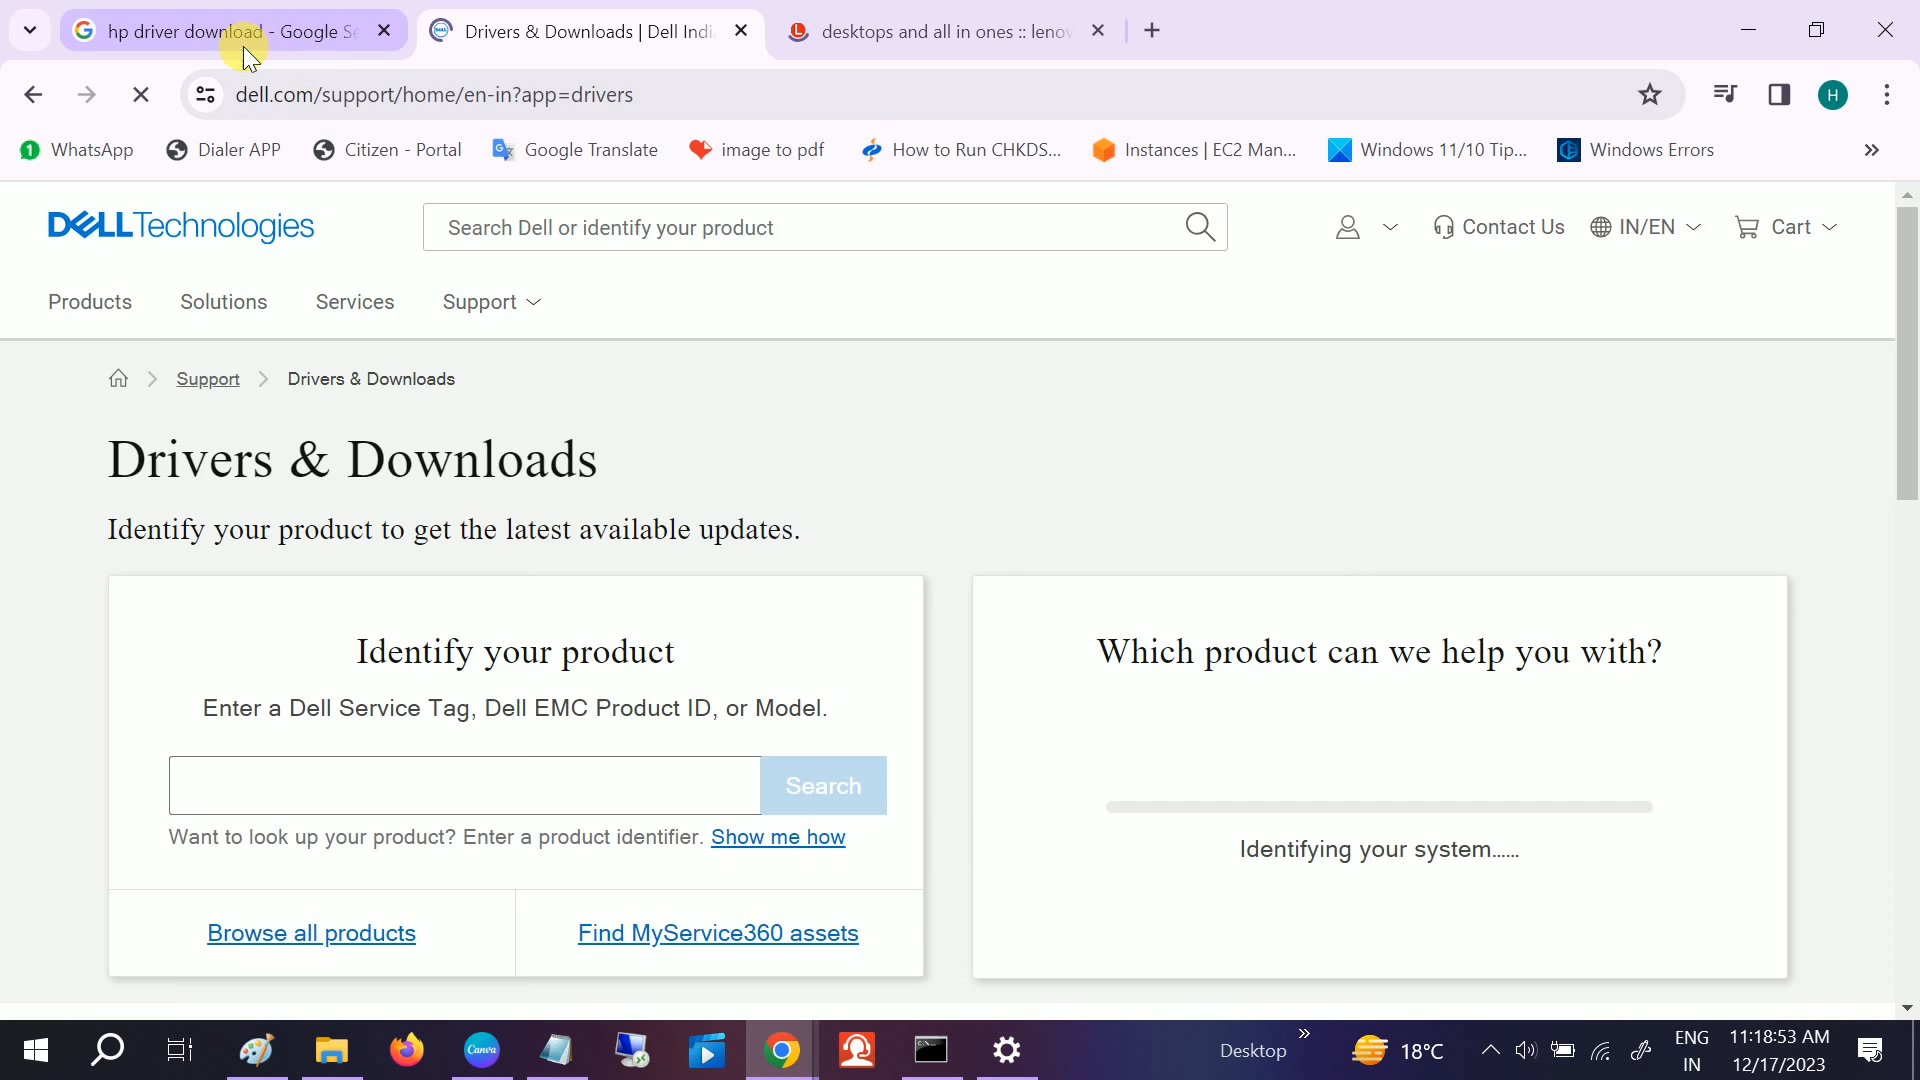 hp driver download - Google Se
Drivers & Downloads | Dell Indi
desktops and all in ones :: lenov
dell.com/support/home/en-in?app=drivers
H
1 WhatsApp
Dialer APP
Citizen - Portal
Google Translate
image to pdf
How to Run CHKDS...
Instances | EC2 Man...
Windows 11/10 Tip...
Windows Errors
DELLTechnologies
Search Dell or identify your product
Contact Us
IN/EN
Cart
Products
Solutions
Services
Support
Support
Drivers & Downloads
Drivers & Downloads
Identify your product to get the latest available updates.
Identify your product
Enter a Dell Service Tag, Dell EMC Product ID, or Model.
Search
Want to look up your product? Enter a product identifier. Show me how
Browse all products
Find MyService360 assets
Which product can we help you with?
Identifying your system......
Canva
Desktop
18°C
ENG
IN
11:18:53 AM
12/17/2023